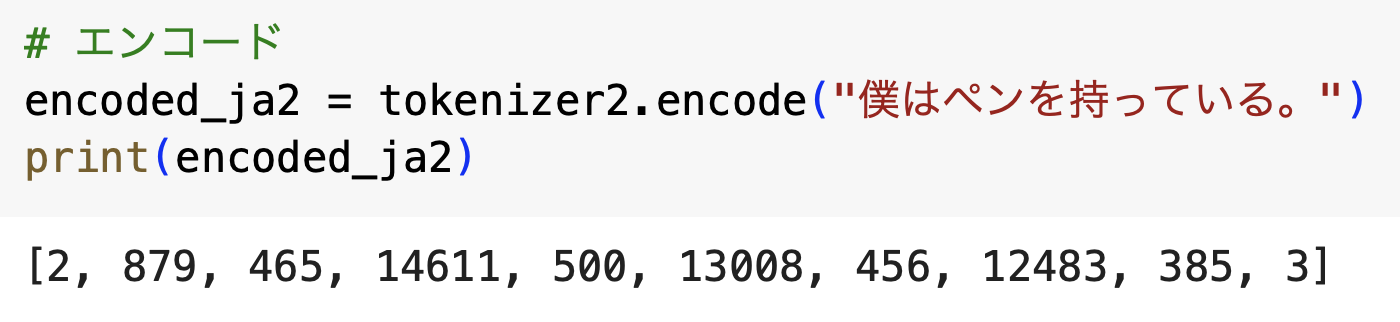 # エンコード
encoded_ja2 = tokenizer2.encode("僕はペンを持っている。")
print(encoded_ja2)
[2, 879, 465, 14611, 500, 13008, 456, 12483, 385, 3]